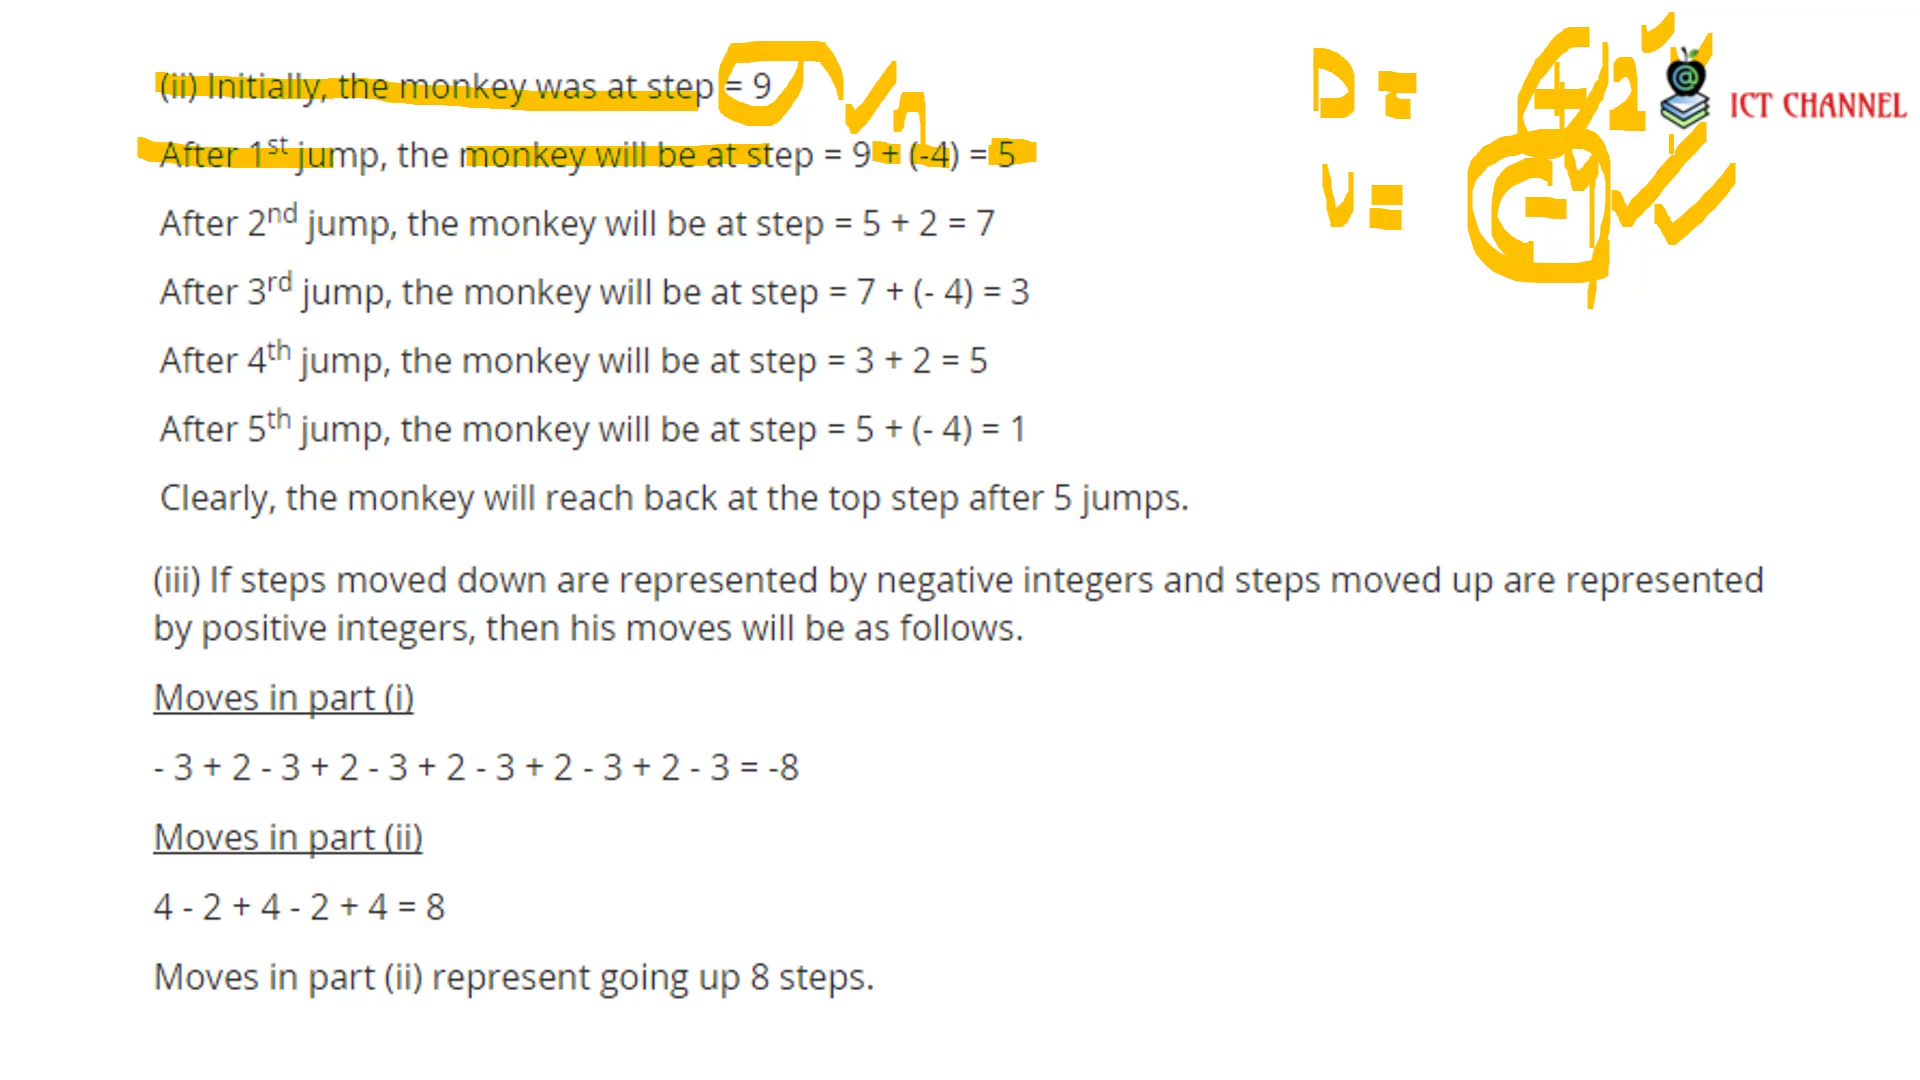 (ii) Initially, the monkey was at step = 9
After 1st jump, the monkey will be at step = 9 + (-4) = 5
After 2nd jump, the monkey will be at step = 5 + 2 = 7
After 3rd jump, the monkey will be at step = 7 + (- 4) = 3
After 4th jump, the monkey will be at step = 3 + 2 = 5
After 5th jump, the monkey will be at step = 5 + (- 4) = 1
Clearly, the monkey will reach back at the top step after 5 jumps.
(iii) If steps moved down are represented by negative integers and steps moved up are represented
by positive integers, then his moves will be as follows.
Moves in part (i)
- 3 + 2 - 3 + 2 - 3 + 2 - 3 + 2 - 3 + 2 - 3 = -8
Moves in part (ii)
4 - 2 + 4 - 2 + 4 = 8
Moves in part (ii) represent going up 8 steps.
D = +2
U =
ICT CHANNEL